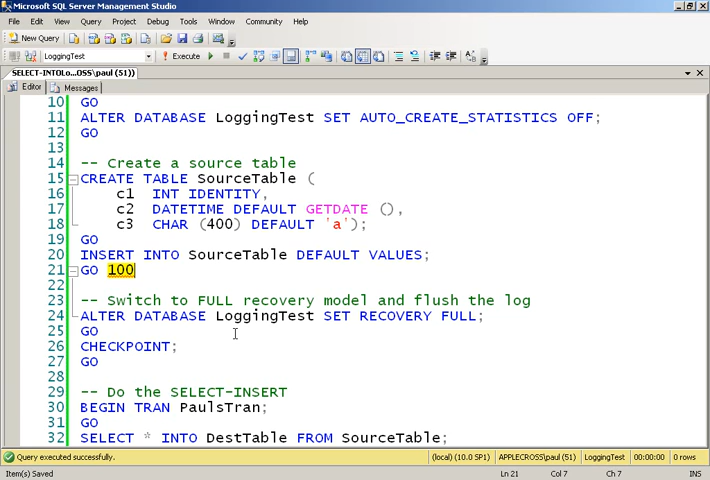 Microsoft SQL Server Management Studio
File Edit View Query Project Debug Tools Window Community Help
New Query
LoggingTest Execute
SELECT-INTOLo...OSS\paul (51))
Editor Messages
10 GO
11 ALTER DATABASE LoggingTest SET AUTO_CREATE_STATISTICS OFF;
12 GO
13
14 -- Create a source table
15 CREATE TABLE SourceTable (
16 c1 INT IDENTITY,
17 c2 DATETIME DEFAULT GETDATE (),
18 c3 CHAR (400) DEFAULT 'a');
19 GO
20 INSERT INTO SourceTable DEFAULT VALUES;
21 GO 100
22
23 -- Switch to FULL recovery model and flush the log
24 ALTER DATABASE LoggingTest SET RECOVERY FULL;
25 GO
26 CHECKPOINT;
27 GO
28
29 -- Do the SELECT-INSERT
30 BEGIN TRAN PaulsTran;
31 GO
32 SELECT * INTO DestTable FROM SourceTable;
Query executed successfully. (local) (10.0 SP1) APPLECROSS\paul (51) LoggingTest 00:00:00 0 rows
Item(s) Saved Ln 21 Col 7 Ch 7 INS